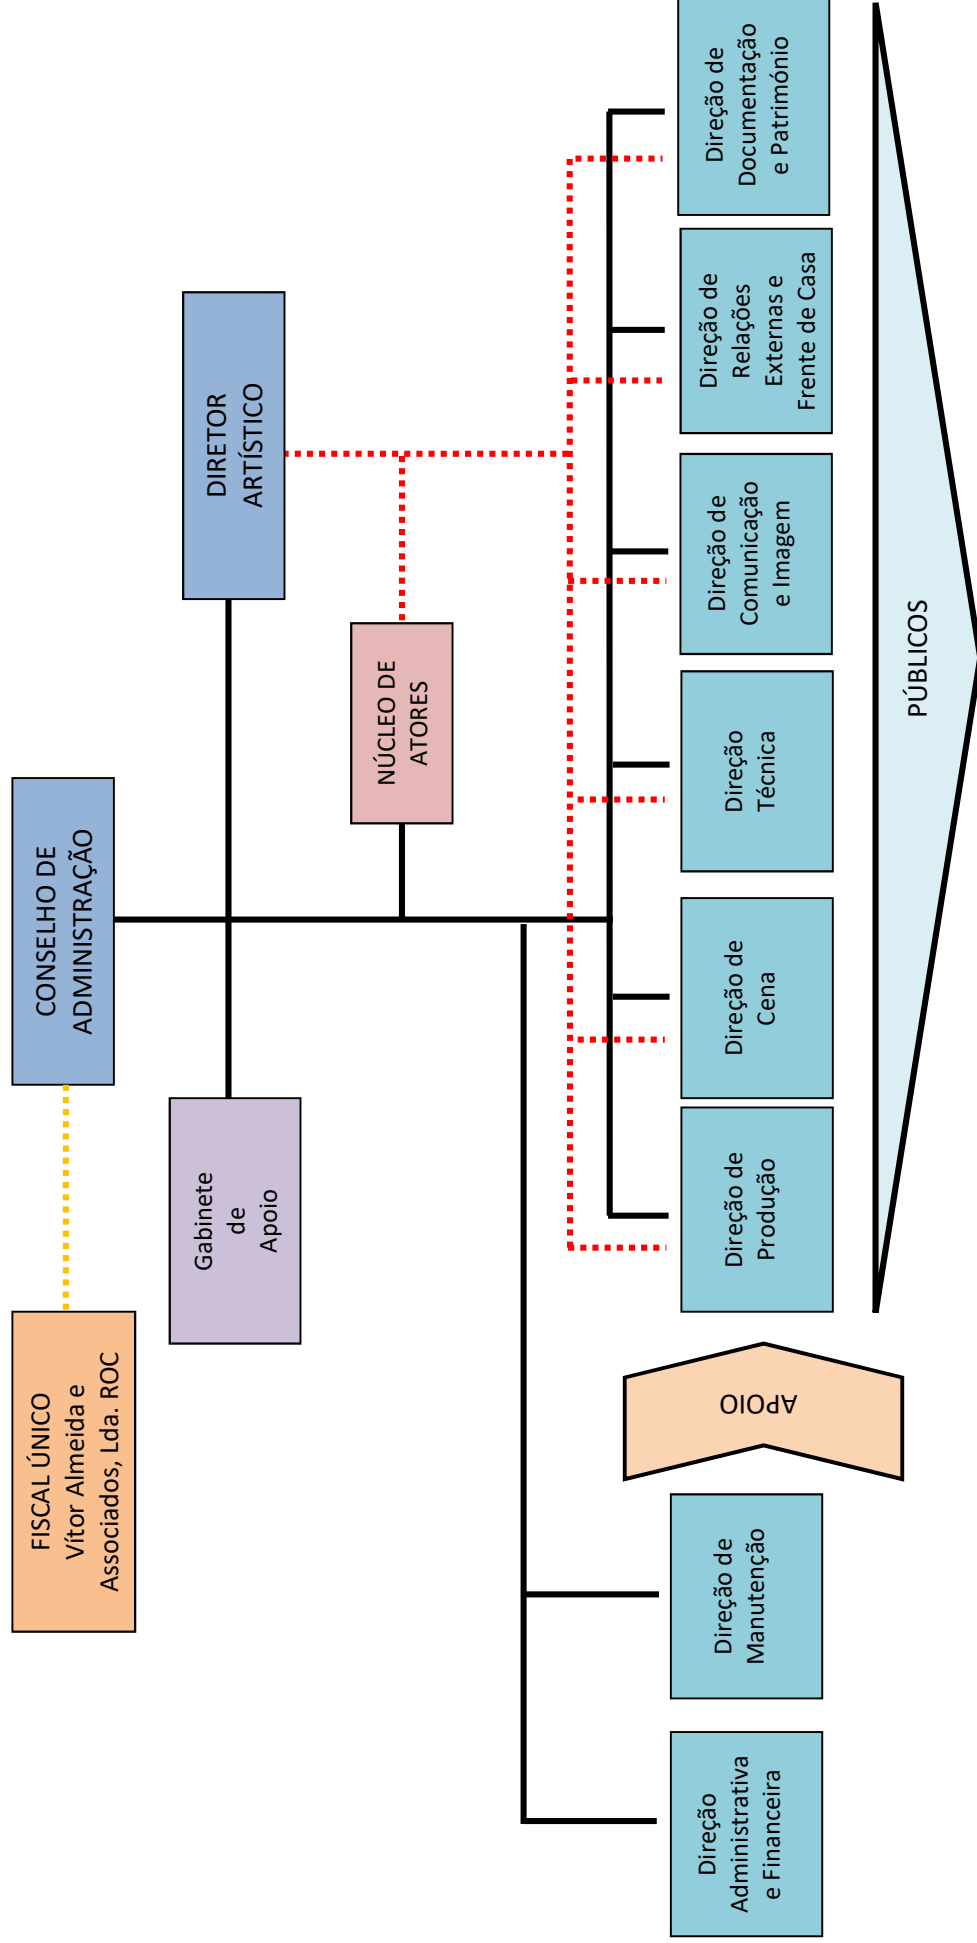 FISCAL ÚNICO
Vítor Almeida e
Associados, Lda. ROC
CONSELHO DE
ADMINISTRAÇÃO
Gabinete
de
Apoio
DIRETOR
ARTÍSTICO
NÚCLEO DE
ATORES
Direção
Administrativa
e Financeira
Direção de
Manutenção
APOIO
Direção de
Produção
Direção de
Cena
Direção
Técnica
Direção de
Comunicação
e Imagem
Direção de
Relações
Externas e
Frente de Casa
Direção de
Documentação
e Património
PÚBLICOS